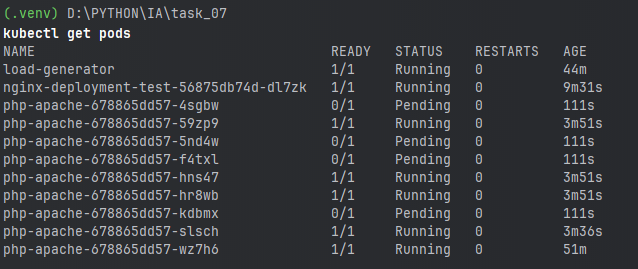 (.venv) D:\PYTHON\IA\task_07
kubectl get pods
NAME READY STATUS RESTARTS AGE
load-generator 1/1 Running 0 44m
nginx-deployment-test-56875db74d-dl7zk 1/1 Running 0 9m31s
php-apache-678865dd57-4sgbw 0/1 Pending 0 111s
php-apache-678865dd57-59zp9 1/1 Running 0 3m51s
php-apache-678865dd57-5nd4w 0/1 Pending 0 111s
php-apache-678865dd57-f4txl 0/1 Pending 0 111s
php-apache-678865dd57-hns47 1/1 Running 0 3m51s
php-apache-678865dd57-hr8wb 1/1 Running 0 3m51s
php-apache-678865dd57-kdbmx 0/1 Pending 0 111s
php-apache-678865dd57-slsch 1/1 Running 0 3m36s
php-apache-678865dd57-wz7h6 1/1 Running 0 51m